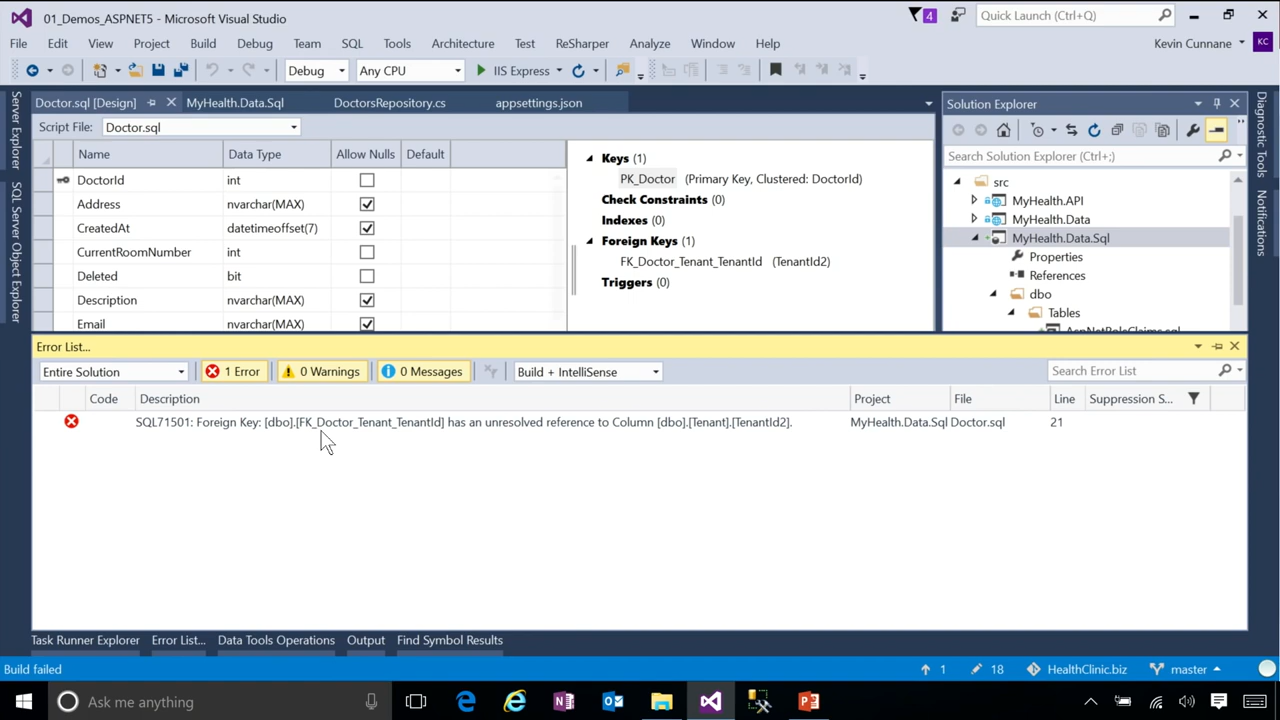 01_Demos_ASPNET5 - Microsoft Visual Studio
4
Quick Launch (Ctrl+Q)
File Edit View Project Build Debug Team SQL Tools Architecture Test ReSharper Analyze Window Help
Kevin Cunnane
KC
Debug Any CPU IIS Express
Server Explorer
SQL Server Object Explorer
Doctor.sql [Design] MyHealth.Data.Sql DoctorsRepository.cs appsettings.json
Script File: Doctor.sql
Name Data Type Allow Nulls Default
DoctorId int
Address nvarchar(MAX)
CreatedAt datetimeoffset(7)
CurrentRoomNumber int
Deleted bit
Description nvarchar(MAX)
Email nvarchar(MAX)
Keys (1)
PK_Doctor (Primary Key, Clustered: DoctorId)
Check Constraints (0)
Indexes (0)
Foreign Keys (1)
FK_Doctor_Tenant_TenantId (TenantId2)
Triggers (0)
Solution Explorer
Search Solution Explorer (Ctrl+;)
src
MyHealth.API
MyHealth.Data
MyHealth.Data.Sql
Properties
References
dbo
Tables
AspNetRoleClaims.sql
Diagnostic Tools
Notifications
Error List...
Entire Solution 1 Error 0 Warnings 0 Messages Build + IntelliSense Search Error List
Code Description Project File Line Suppression S...
SQL71501: Foreign Key: [dbo].[FK_Doctor_Tenant_TenantId] has an unresolved reference to Column [dbo].[Tenant].[TenantId2]. MyHealth.Data.Sql Doctor.sql 21
Task Runner Explorer Error List... Data Tools Operations Output Find Symbol Results
Build failed 1 18 HealthClinic.biz master
Ask me anything